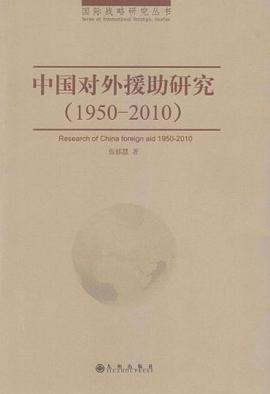 国际战略研究丛书
Series of International Strategic Studies
中国对外援助研究
(1950-2010)
Research of China foreign aid 1950-2010
张郁慧 著
九州出版社
JIUZHOUPRESS